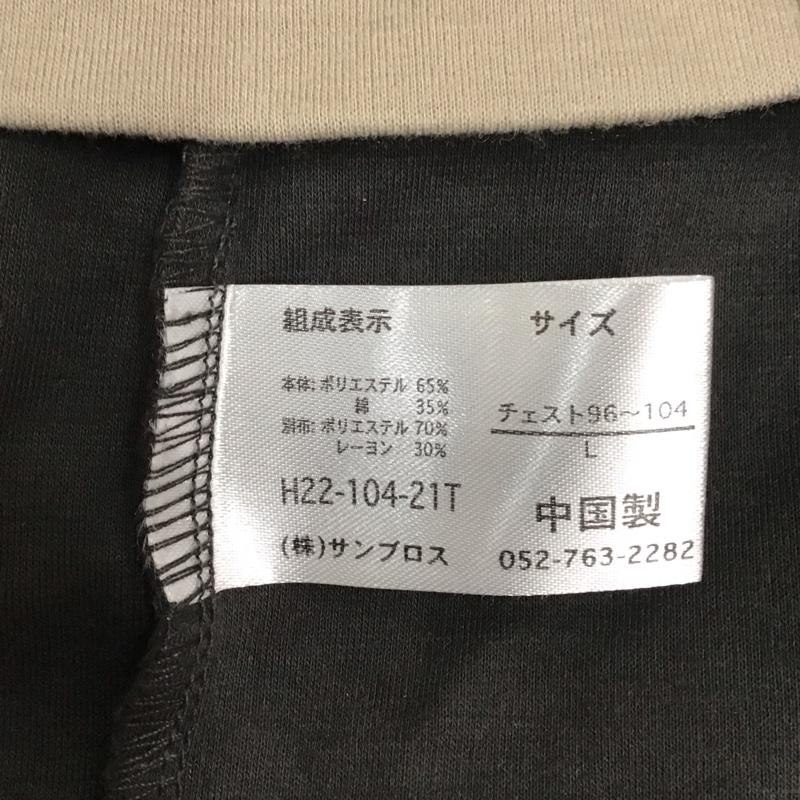 組成表示
本体: ポリエステル 65%
綿 35%
別布: ポリエステル 70%
レーヨン 30%
H22-104-21T
(株)サンブロス
サイズ
チェスト96〜104
L
中国製
052-763-2282